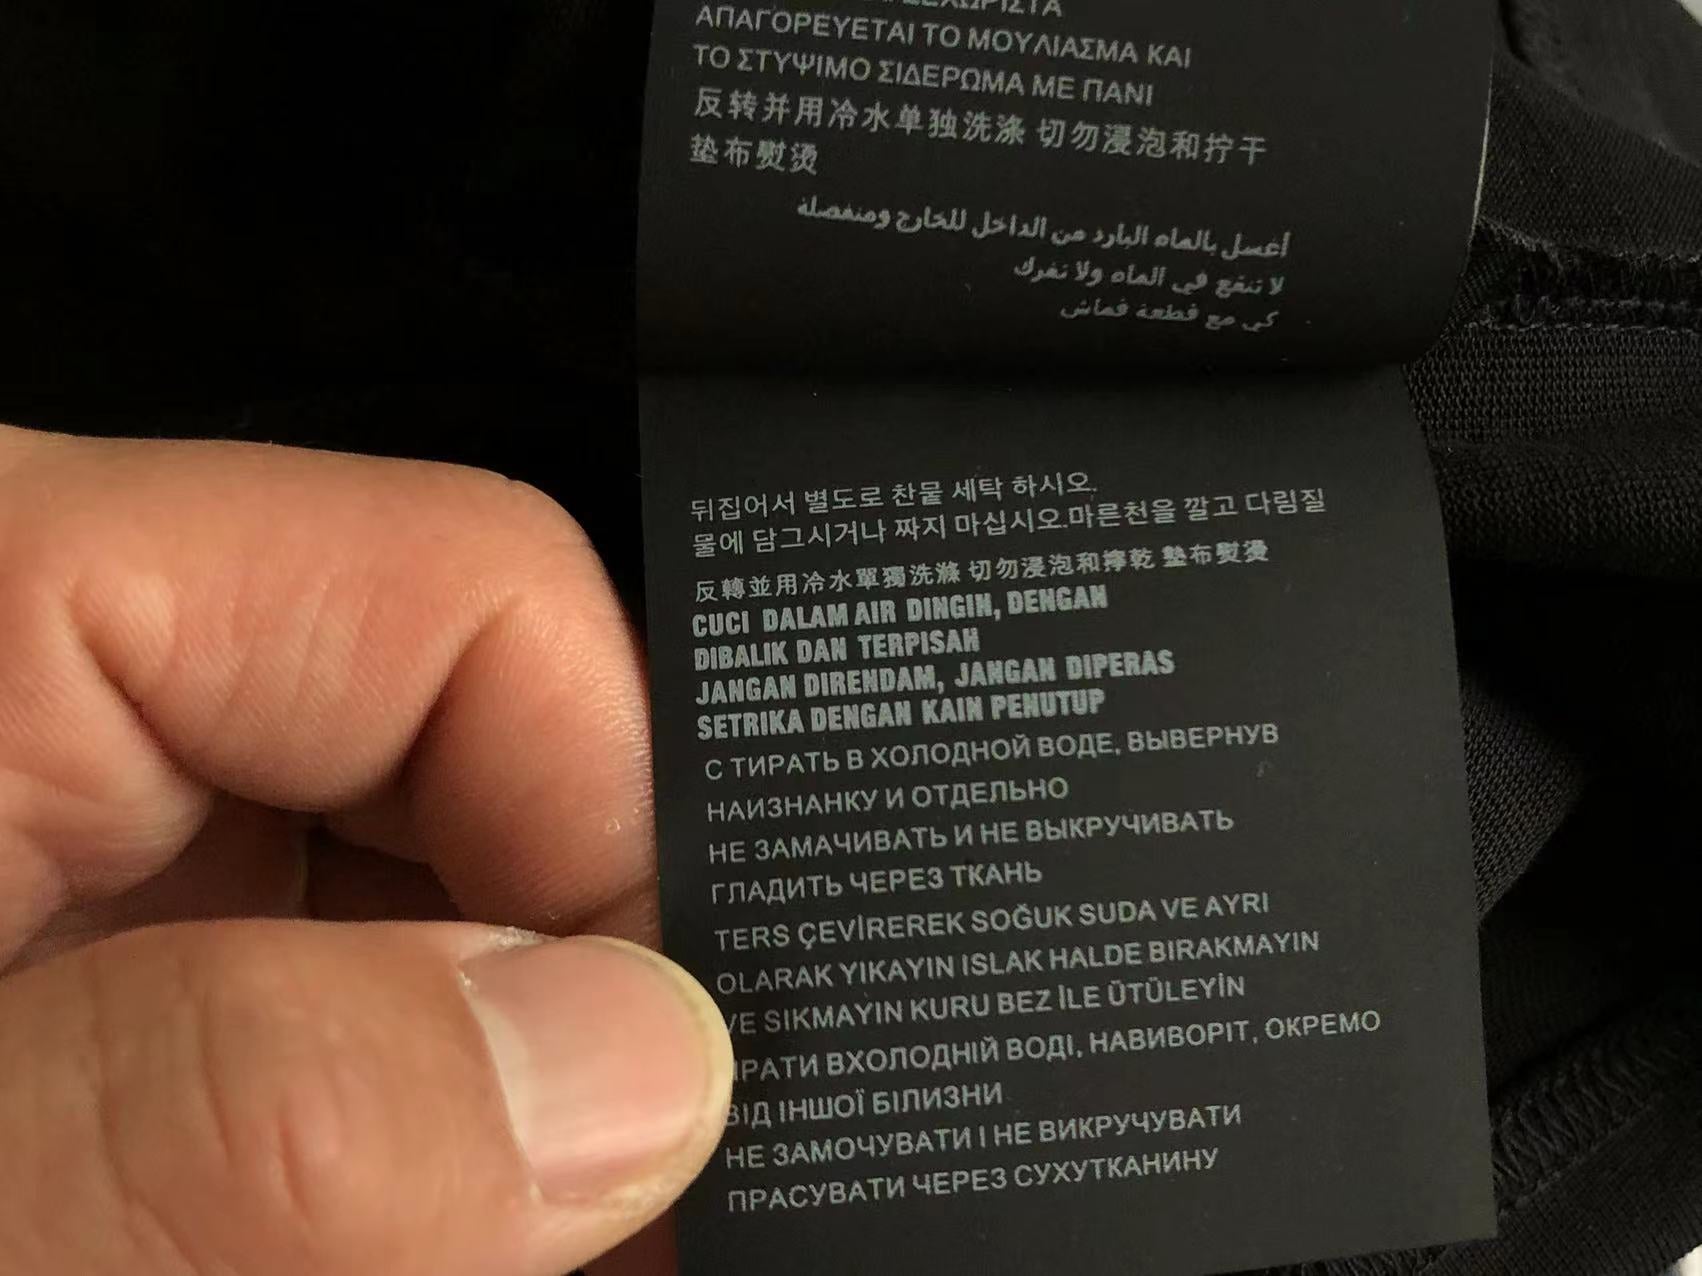 ΑΠΑΓΟΡΕΥΕΤΑΙ ΤΟ ΜΟΥΛΙΑΣΜΑ ΚΑΙ
ΤΟ ΣΤΥΨΙΜΟ ΣΙΔΕΡΩΜΑ ΜΕ ΠΑΝΙ
反转并用冷水单独洗涤 切勿浸泡和拧干
垫布熨烫
أغسل بالماه البارد من الداخل للخارج ومنفصلة
لا تنقع في الماه ولا تفرك
كي مع قطعة قماش
뒤집어서 별도로 찬물 세탁 하시오.
물에 담그시거나 짜지 마십시오.마른천을 깔고 다림질
反轉並用冷水單獨洗滌 切勿浸泡和擰乾 墊布熨燙
CUCI DALAM AIR DINGIN, DENGAN
DIBALIK DAN TERPISAH
JANGAN DIRENDAM, JANGAN DIPERAS
SETRIKA DENGAN KAIN PENUTUP
С ТИРАТЬ В ХОЛОДНОЙ ВОДЕ, ВЫВЕРНУВ
НАИЗНАНКУ И ОТДЕЛЬНО
НЕ ЗАМАЧИВАТЬ И НЕ ВЫКРУЧИВАТЬ
ГЛАДИТЬ ЧЕРЕЗ ТКАНЬ
TERS ÇEVİREREK SOĞUK SUDA VE AYRI
OLARAK YIKAYIN ISLAK HALDE BIRAKMAYIN
VE SIKMAYIN KURU BEZ İLE ÜTÜLEYİN
ВХОЛОДНІЙ ВОДІ, НАВИВОРІТ, ОКРЕМО
ВІД ІНШОЇ БІЛИЗНИ
НЕ ЗАМОЧУВАТИ І НЕ ВИКРУЧУВАТИ
ПРАСУВАТИ ЧЕРЕЗ СУХУТКАНИНУ